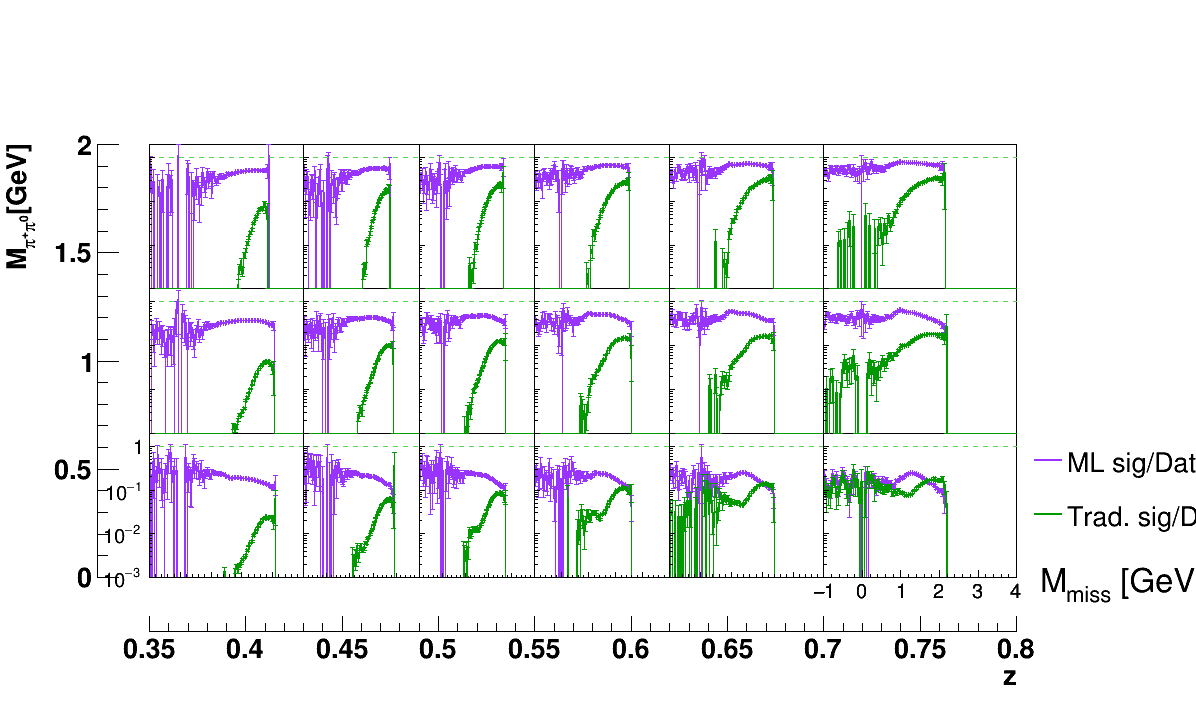 M_{π⁺π⁰} [GeV]
2
1.5
1
0.5
0
1
10⁻¹
10⁻²
10⁻³
ML sig/Dat
Trad. sig/D
M_{miss} [GeV
−1 0 1 2 3 4
0.35 0.4 0.45 0.5 0.55 0.6 0.65 0.7 0.75 0.8
z